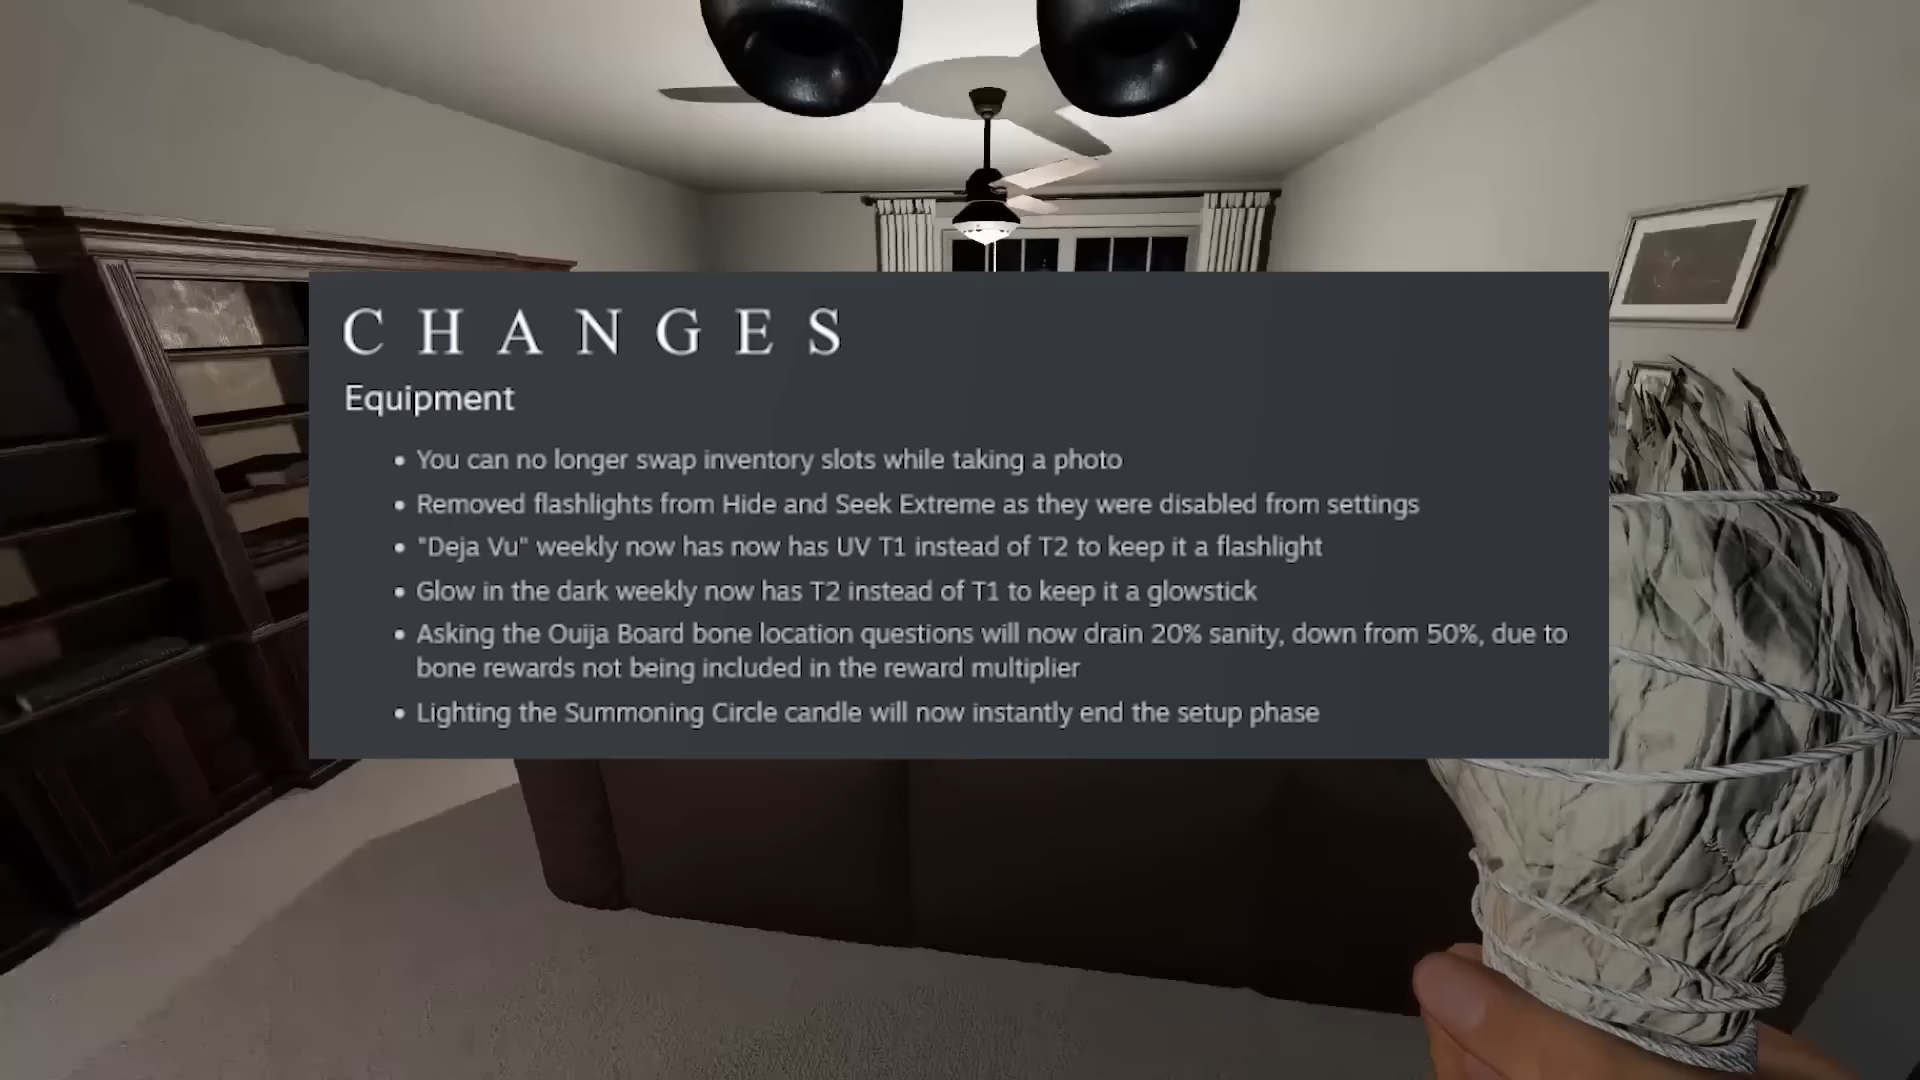 CHANGES
Equipment
• You can no longer swap inventory slots while taking a photo
• Removed flashlights from Hide and Seek Extreme as they were disabled from settings
• "Deja Vu" weekly now has now has UV T1 instead of T2 to keep it a flashlight
• Glow in the dark weekly now has T2 instead of T1 to keep it a glowstick
• Asking the Ouija Board bone location questions will now drain 20% sanity, down from 50%, due to
bone rewards not being included in the reward multiplier
• Lighting the Summoning Circle candle will now instantly end the setup phase